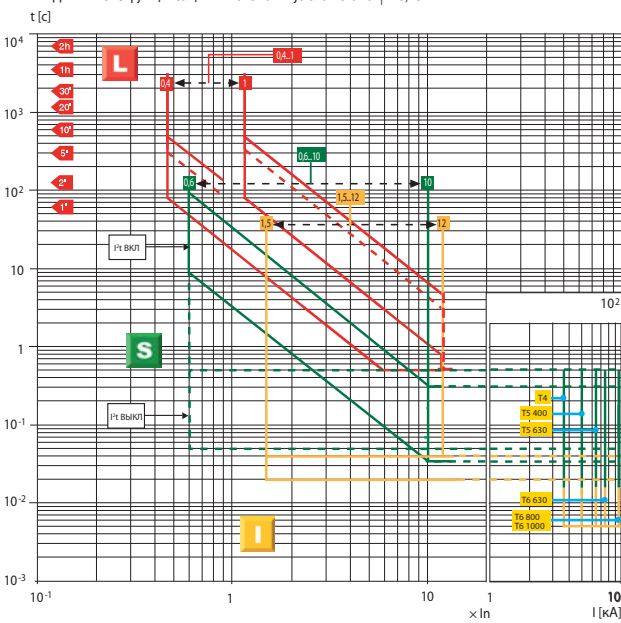 t [c]
10⁴
2h
1h
30'
20'
L
0,4...1
0,4
1
10³
10'
5'
0,6...10
2'
0,6
10
10²
1'
1,5...12
1,5
12
I²t ВКЛ
10
10²
1
S
T4
T5 400
I²t ВЫКЛ
T5 630
10⁻¹
10⁻²
T6 630
T6 800
T6 1000
I
10⁻³
10⁻¹
1
10
1
10
× In
I [кА]